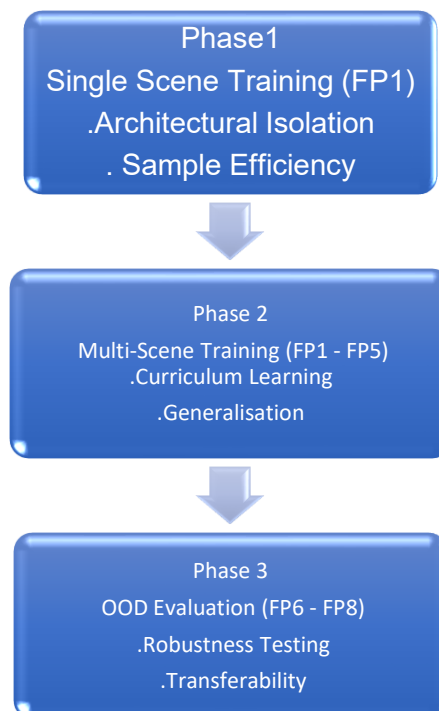 Phase1
Single Scene Training (FP1)
.Architectural Isolation
. Sample Efficiency
Phase 2
Multi-Scene Training (FP1 - FP5)
.Curriculum Learning
.Generalisation
Phase 3
OOD Evaluation (FP6 - FP8)
.Robustness Testing
.Transferability